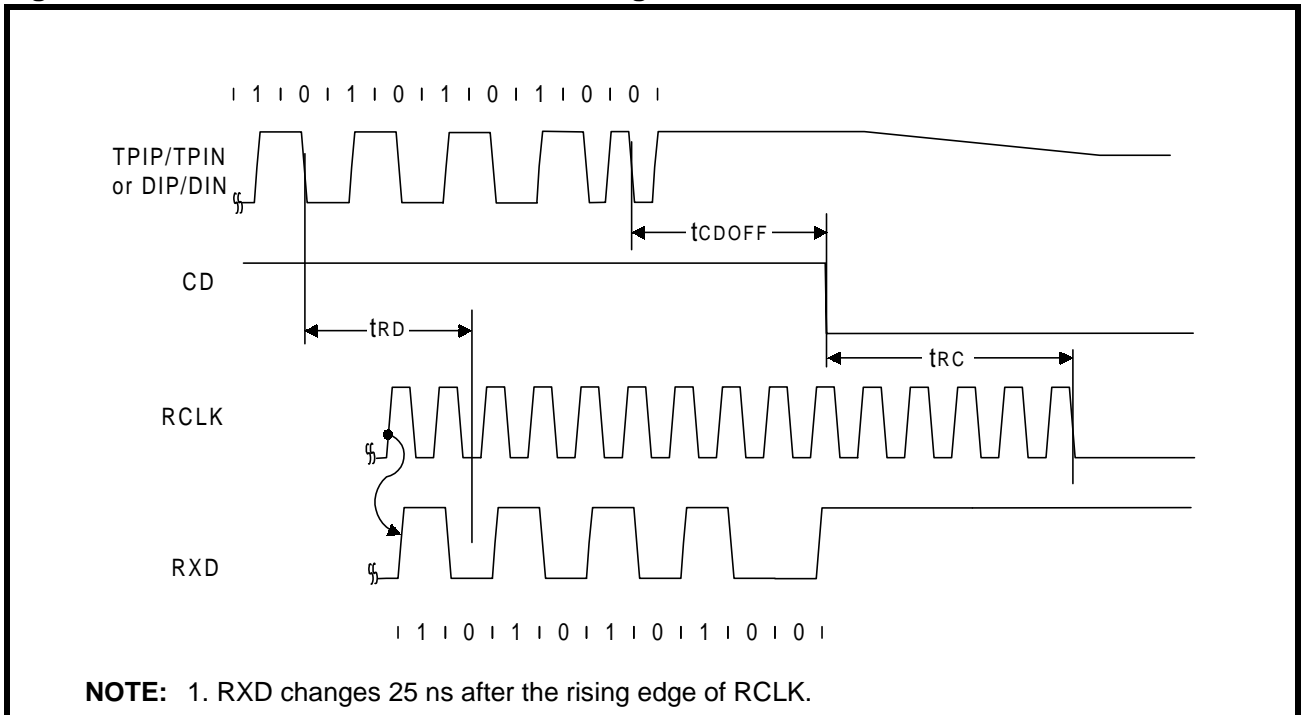 1 0 1 0 1 0 1 0 0
TPIP/TPIN
or DIP/DIN
tCDOFF
CD
tRD
tRC
RCLK
RXD
1 0 1 0 1 0 1 0 0
NOTE: 1. RXD changes 25 ns after the rising edge of RCLK.